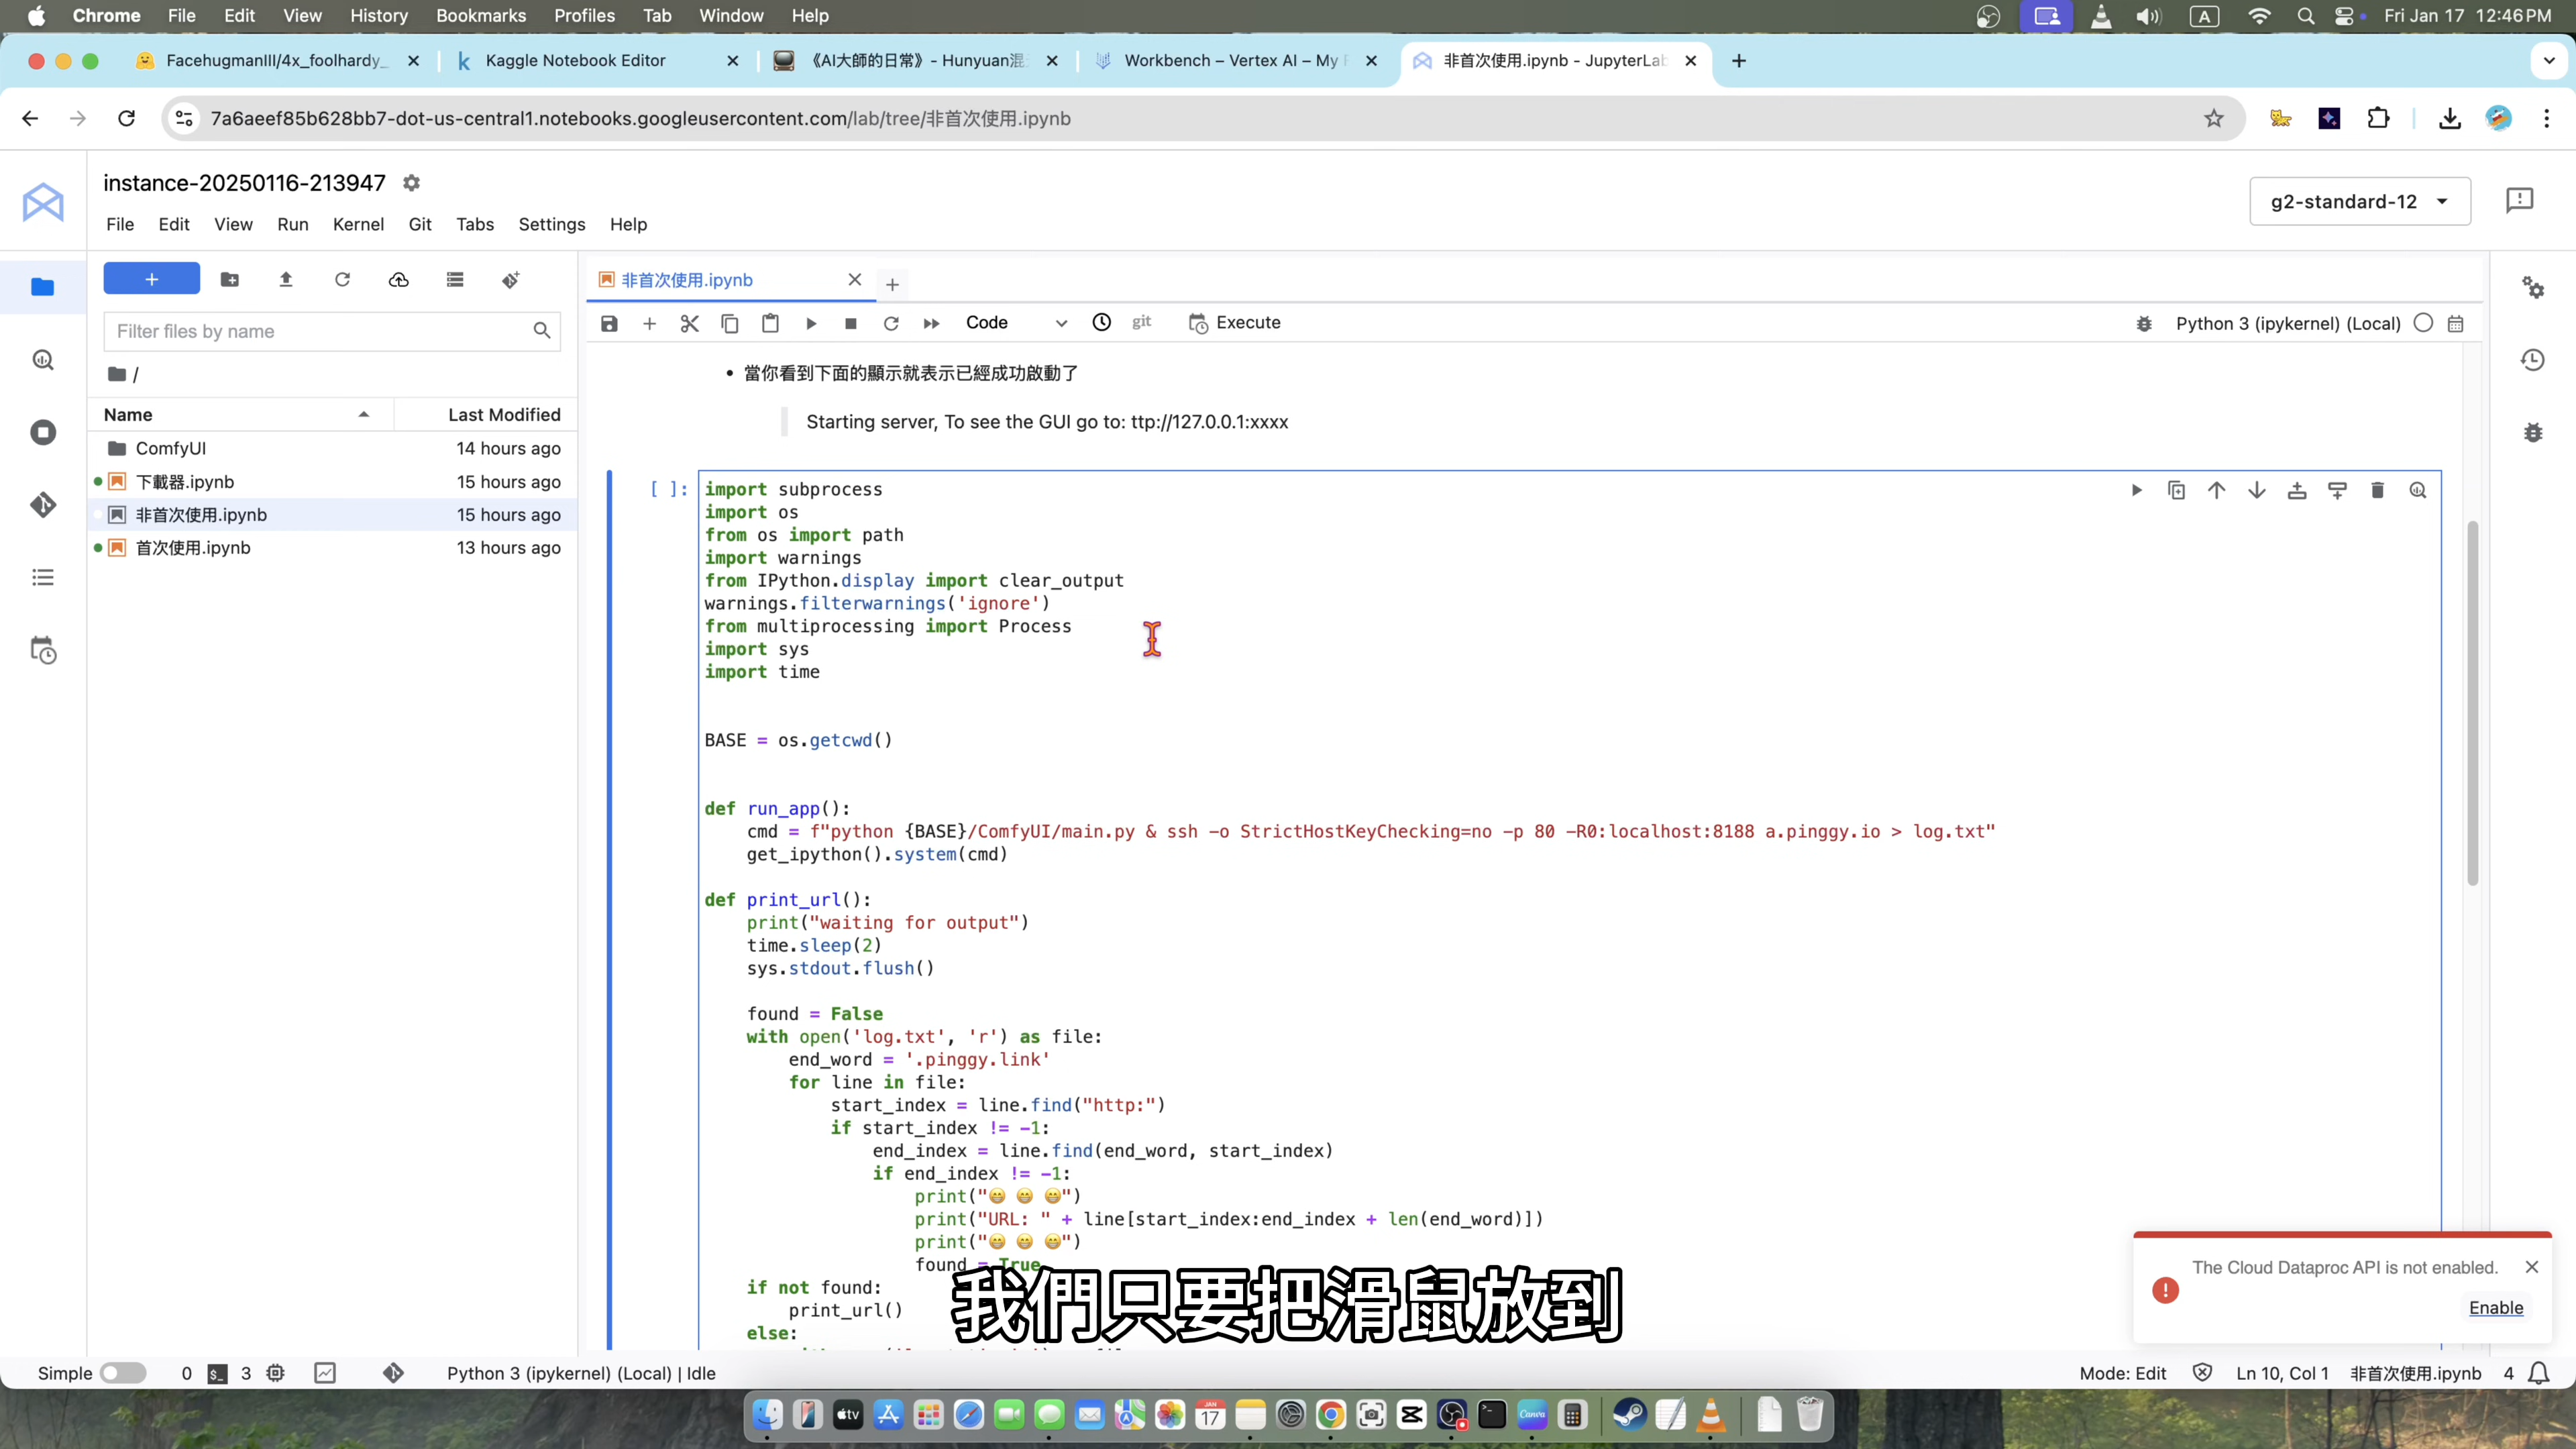 Chrome File Edit View History Bookmarks Profiles Tab Window Help
A Fri Jan 17 12:46 PM
FacehugmanIII/4x_foolhardy_
Kaggle Notebook Editor
《AI大師的日常》- Hunyuan混
Workbench – Vertex AI – My
非首次使用.ipynb - JupyterLab
7a6aeef85b628bb7-dot-us-central1.notebooks.googleusercontent.com/lab/tree/非首次使用.ipynb
instance-20250116-213947
g2-standard-12
File Edit View Run Kernel Git Tabs Settings Help
非首次使用.ipynb
Filter files by name
/
Name Last Modified
ComfyUI 14 hours ago
下載器.ipynb 15 hours ago
非首次使用.ipynb 15 hours ago
首次使用.ipynb 13 hours ago
Code git Execute
Python 3 (ipykernel) (Local)
• 當你看到下面的顯示就表示已經成功啟動了
Starting server, To see the GUI go to: ttp://127.0.0.1:xxxx
[ ]:
import subprocess
import os
from os import path
import warnings
from IPython.display import clear_output
warnings.filterwarnings('ignore')
from multiprocessing import Process
import sys
import time
BASE = os.getcwd()
def run_app():
    cmd = f"python {BASE}/ComfyUI/main.py & ssh -o StrictHostKeyChecking=no -p 80 -R0:localhost:8188 a.pinggy.io > log.txt"
    get_ipython().system(cmd)
def print_url():
    print("waiting for output")
    time.sleep(2)
    sys.stdout.flush()
    found = False
    with open('log.txt', 'r') as file:
        end_word = '.pinggy.link'
        for line in file:
            start_index = line.find("http:")
            if start_index != -1:
                end_index = line.find(end_word, start_index)
                if end_index != -1:
                    print("😁 😁 😁")
                    print("URL: " + line[start_index:end_index + len(end_word)])
                    print("😁 😁 😁")
                    found = True
    if not found:
        print_url()
    else:
我們只要把滑鼠放到
The Cloud Dataproc API is not enabled.
Enable
Simple 0 3 Python 3 (ipykernel) (Local) | Idle
Mode: Edit Ln 10, Col 1 非首次使用.ipynb 4
tv
JAN
17
Canva